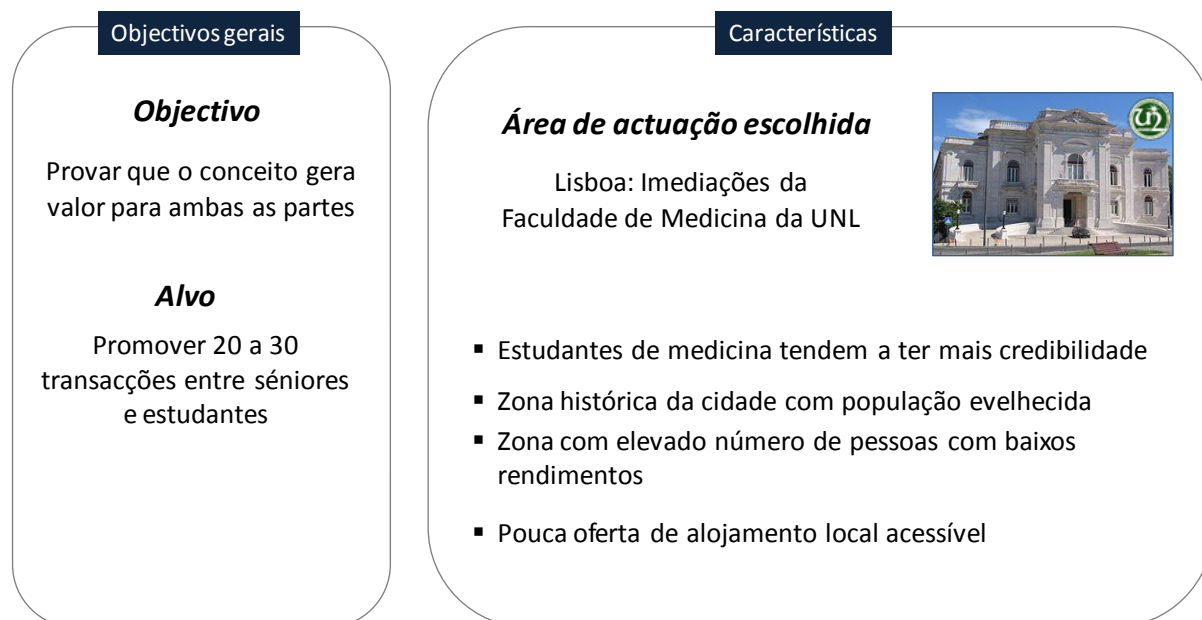 Objectivos gerais
Objectivo
Provar que o conceito gera
valor para ambas as partes
Alvo
Promover 20 a 30
transacções entre séniores
e estudantes
Características
Área de actuação escolhida
Lisboa: Imediações da
Faculdade de Medicina da UNL
▪ Estudantes de medicina tendem a ter mais credibilidade
▪ Zona histórica da cidade com população evelhecida
▪ Zona com elevado número de pessoas com baixos
rendimentos
▪ Pouca oferta de alojamento local acessível